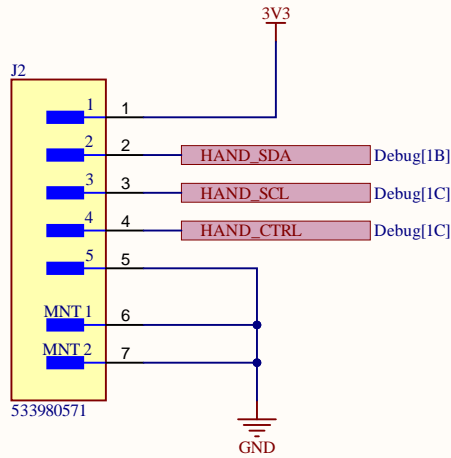 3V3
J2
1 1
2 2 HAND_SDA Debug[1B]
3 3 HAND_SCL Debug[1C]
4 4 HAND_CTRL Debug[1C]
5 5
MNT 1 6
MNT 2 7
533980571
GND